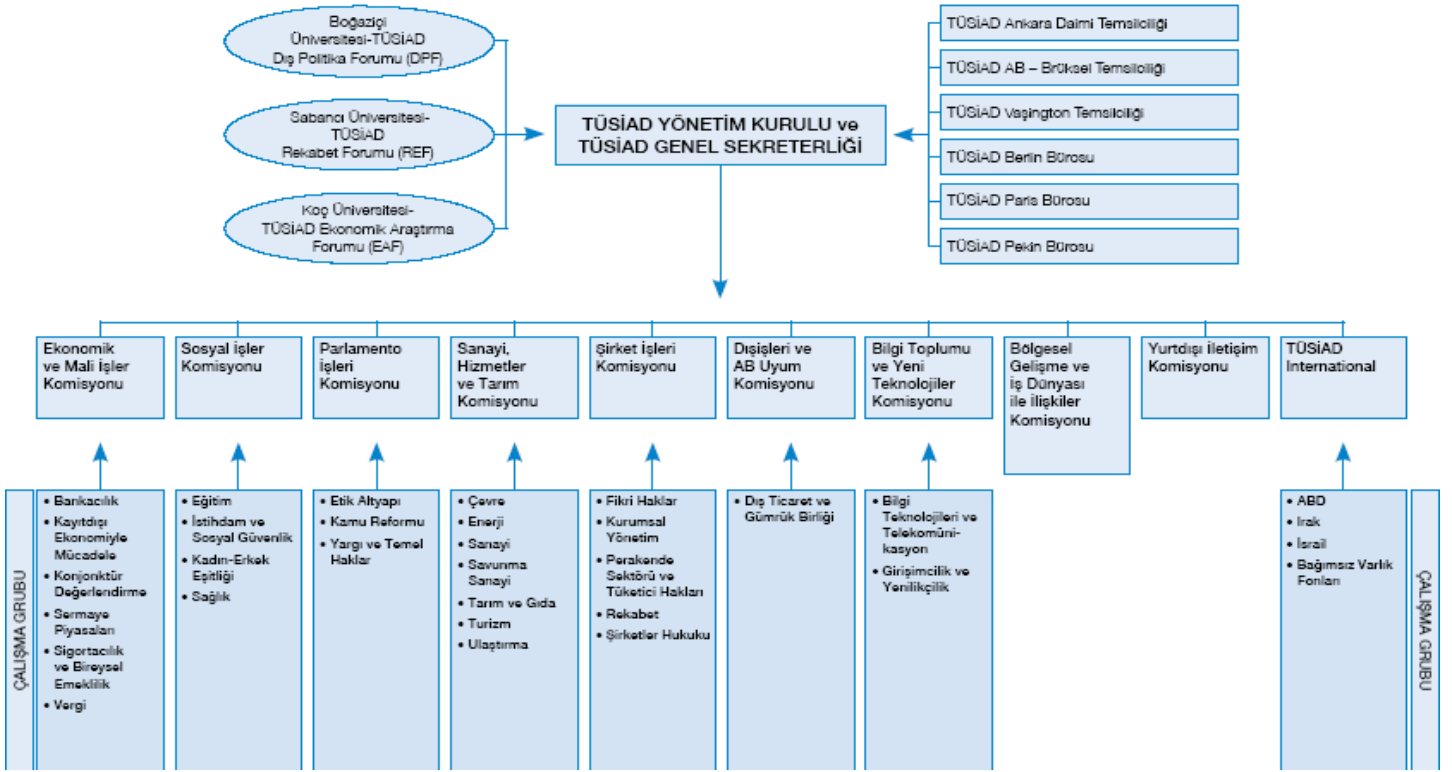 Boğaziçi
Üniversitesi-TÜSİAD
Dış Politika Forumu (DPF)
Sabancı Üniversitesi-
TÜSİAD
Rekabet Forumu (REF)
Koç Üniversitesi-
TÜSİAD Ekonomik Araştırma
Forumu (EAF)
TÜSİAD YÖNETİM KURULU ve
TÜSİAD GENEL SEKRETERLİĞİ
TÜSİAD Ankara Daimi Temsilciliği
TÜSİAD AB – Brüksel Temsilciliği
TÜSİAD Vaşington Temsilciliği
TÜSİAD Berlin Bürosu
TÜSİAD Paris Bürosu
TÜSİAD Pekin Bürosu
Ekonomik
ve Mali İşler
Komisyonu
Sosyal İşler
Komisyonu
Parlamento
İşleri
Komisyonu
Sanayi,
Hizmetler
ve Tarım
Komisyonu
Şirket İşleri
Komisyonu
Dışişleri ve
AB Uyum
Komisyonu
Bilgi Toplumu
ve Yeni
Teknolojiler
Komisyonu
Bölgesel
Gelişme ve
İş Dünyası
ile İlişkiler
Komisyonu
Yurtdışı İletişim
Komisyonu
TÜSİAD
International
ÇALIŞMA GRUBU
• Bankacılık
• Kayıtdışı
Ekonomiyle
Mücadele
• Konjonktür
Değerlendirme
• Sermaye
Piyasaları
• Sigortacılık
ve Bireysel
Emeklilik
• Vergi
• Eğitim
• İstihdam ve
Sosyal Güvenlik
• Kadın-Erkek
Eşitliği
• Sağlık
• Etik Altyapı
• Kamu Reformu
• Yargı ve Temel
Haklar
• Çevre
• Enerji
• Sanayi
• Savunma
Sanayi
• Tarım ve Gıda
• Turizm
• Ulaştırma
• Fikri Haklar
• Kurumsal
Yönetim
• Perakende
Sektörü ve
Tüketici Hakları
• Rekabet
• Şirketler Hukuku
• Dış Ticaret ve
Gümrük Birliği
• Bilgi
Teknolojileri ve
Telekomüni-
kasyon
• Girişimcilik ve
Yenilikçilik
• ABD
• Irak
• İsrail
• Bağımsız Varlık
Fonları
ÇALIŞMA GRUBU